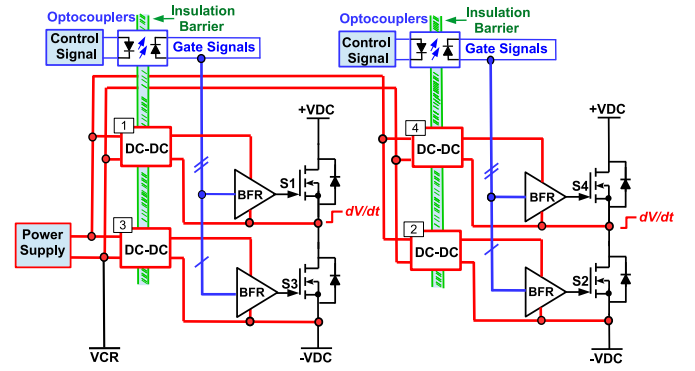 Optocouplers
Insulation
Barrier
Control
Signal
Gate Signals
Optocouplers
Insulation
Barrier
Control
Signal
Gate Signals
+VDC
+VDC
1
DC-DC
4
DC-DC
BFR
S1
dV/dt
BFR
S4
dV/dt
Power
Supply
3
DC-DC
2
DC-DC
BFR
S3
BFR
S2
VCR
-VDC
-VDC